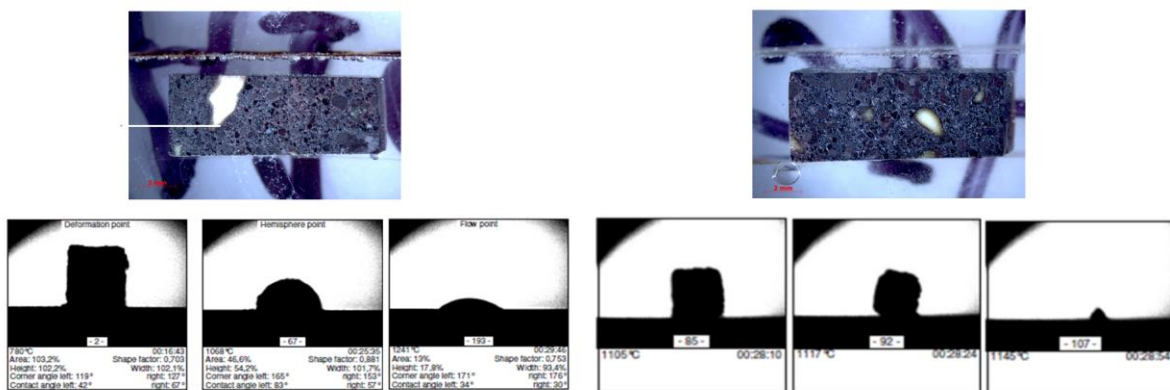 2 mm
2 mm
Deformation point
- 2 -
780°C 00:16:43
Area: 103,2% Shape factor: 0,703
Height: 102,2% Width: 102,1%
Corner angle left: 119° right: 127°
Contact angle left: 42° right: 67°
Hemisphere point
- 67 -
1068°C 00:25:35
Area: 46,6% Shape factor: 0,881
Height: 54,2% Width: 101,7%
Corner angle left: 165° right: 153°
Contact angle left: 83° right: 57°
Flow point
- 193 -
1241°C 00:29:46
Area: 13% Shape factor: 0,753
Height: 17,8% Width: 93,4%
Corner angle left: 171° right: 176°
Contact angle left: 34° right: 30°
- 85 -
1105°C 00:28:10
- 92 -
1117°C 00:28:24
- 107 -
1145°C